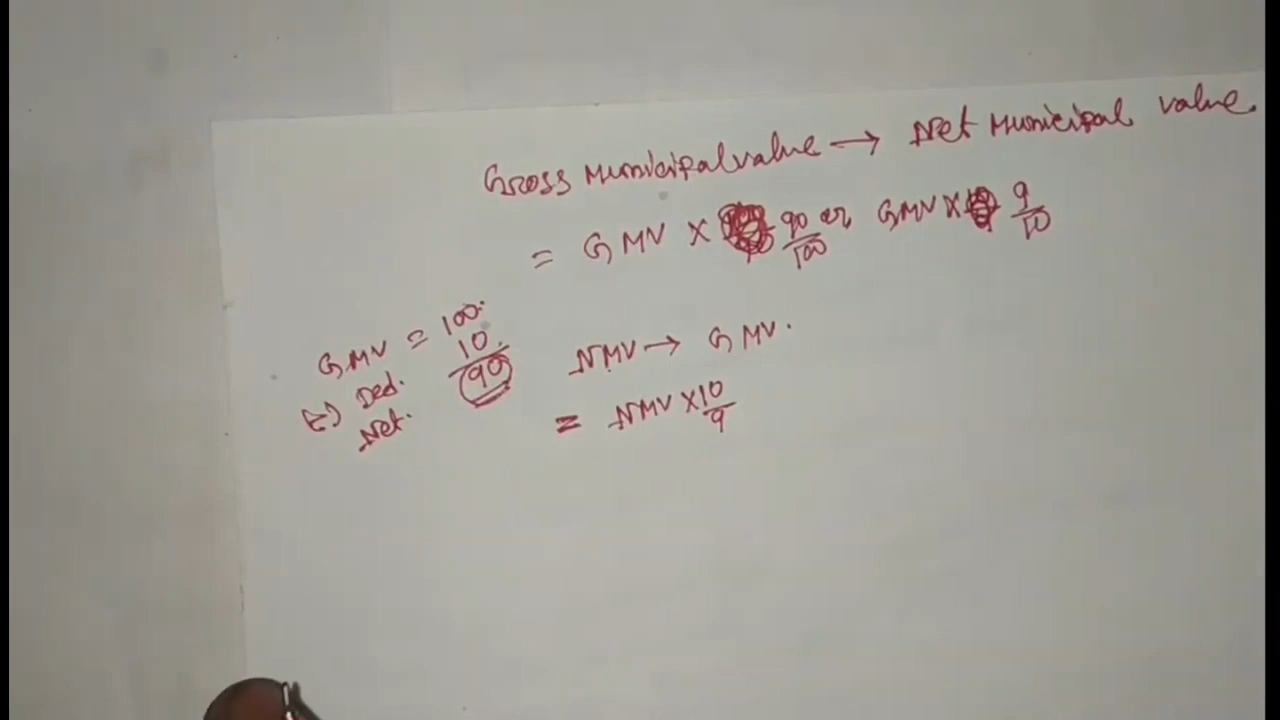 Gross Municipal value → Net Municipal value.
= GMV × 90/100 or GMV × 9/10
GMV = 100.
(-) Ded. 10.
Net. 90
NMV → GMV.
= NMV × 10/9